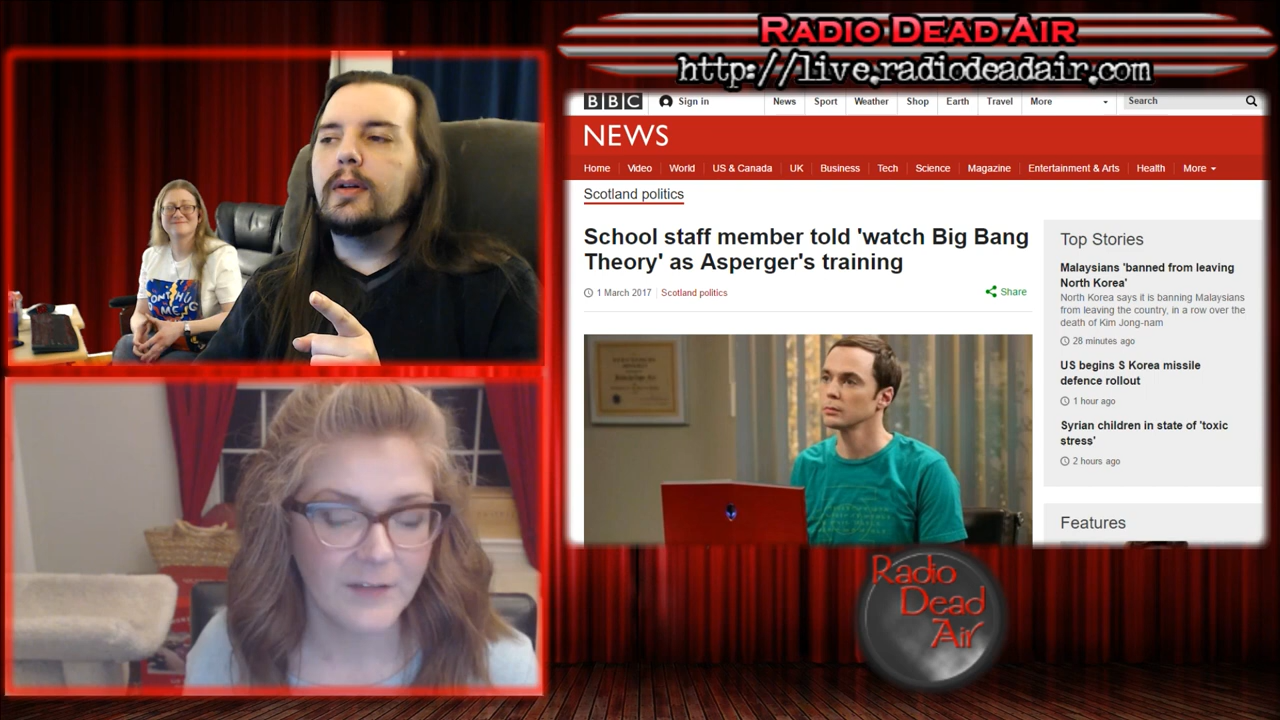 RADIO DEAD AIR
http://live.radiodeadair.com
BBC Sign in News Sport Weather Shop Earth Travel More Search
NEWS
Home Video World US & Canada UK Business Tech Science Magazine Entertainment & Arts Health More
Scotland politics
School staff member told 'watch Big Bang
Theory' as Asperger's training
1 March 2017 Scotland politics Share
Top Stories
Malaysians 'banned from leaving
North Korea'
North Korea says it is banning Malaysians
from leaving the country, in a row over the
death of Kim Jong-nam
28 minutes ago
US begins S Korea missile
defence rollout
1 hour ago
Syrian children in state of 'toxic
stress'
2 hours ago
Features
Radio
Dead
Air